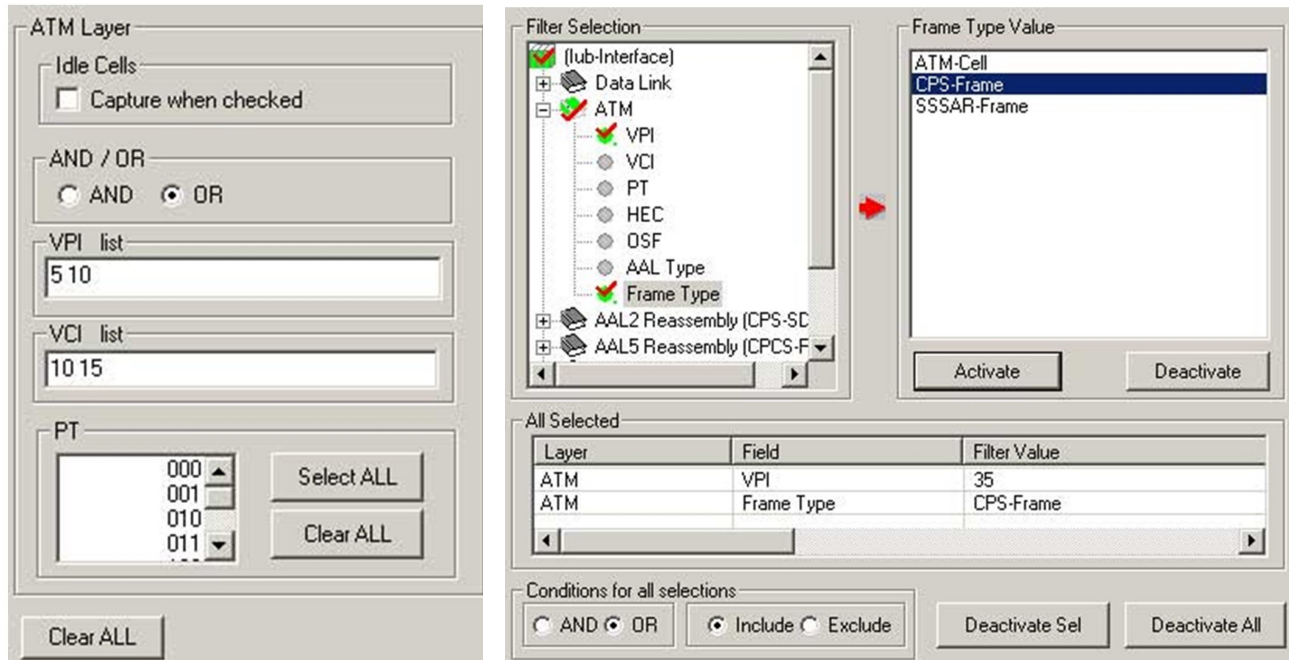 ATM Layer
Idle Cells
Capture when checked
AND / OR
AND OR
VPI list
5 10
VCI list
10 15
PT
000
001
010
011
Select ALL
Clear ALL
Clear ALL
Filter Selection
(Iub-Interface)
Data Link
ATM
VPI
VCI
PT
HEC
OSF
AAL Type
Frame Type
AAL2 Reassembly (CPS-SD
AAL5 Reassembly (CPCS-F
Frame Type Value
ATM-Cell
CPS-Frame
SSSAR-Frame
Activate Deactivate
All Selected
Layer Field Filter Value
ATM VPI 35
ATM Frame Type CPS-Frame
Conditions for all selections
AND OR Include Exclude
Deactivate Sel Deactivate All